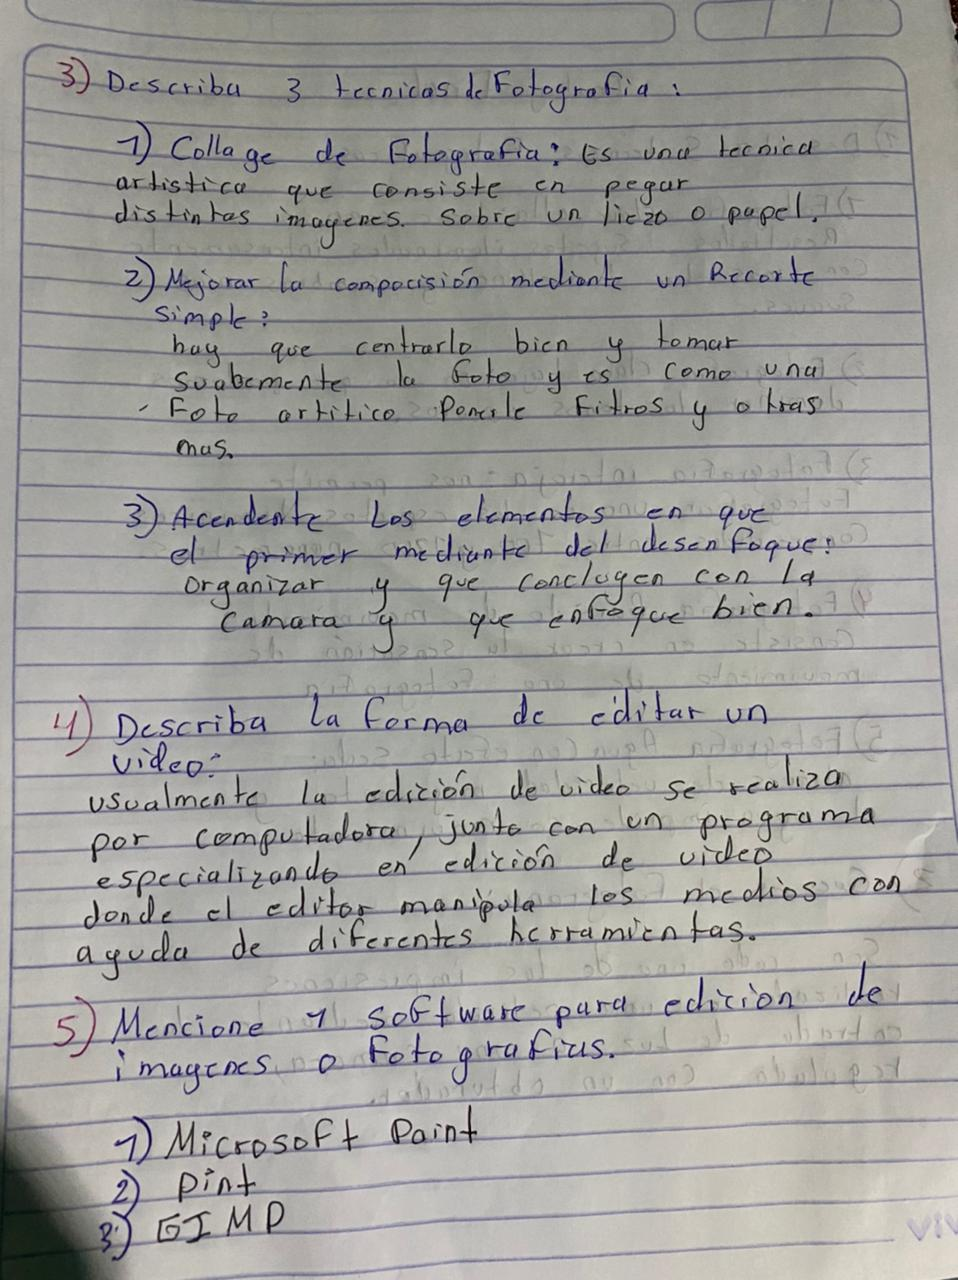 3) Describa 3 tecnicas de Fotografia:
1) Collage de Fotografia: Es una tecnica
artistica que consiste en pegar
distintas imagenes. Sobre un liezo o papel.
2) Mejorar la compocisión mediante un Recorte
Simple:
hay que centrarlo bien y tomar
Suabemente la foto y es como una
Foto artitico Ponerle Fitros y otras
mas.
3) Acendente Los elementos en que
el primer mediante del desenfoque:
organizar y que concluyen con la
Camara y que enfoque bien.
4) Describa la forma de editar un
video:
usualmente la edición de video se realiza
por computadora, junto con un programa
especializando en edición de video
donde el editor manipula los medios con
ayuda de diferentes herramientas.
5) Mencione 1 software para edicion de
imagenes o Fotografias.
1) Microsoft Paint
2) Pint
3) GIMP